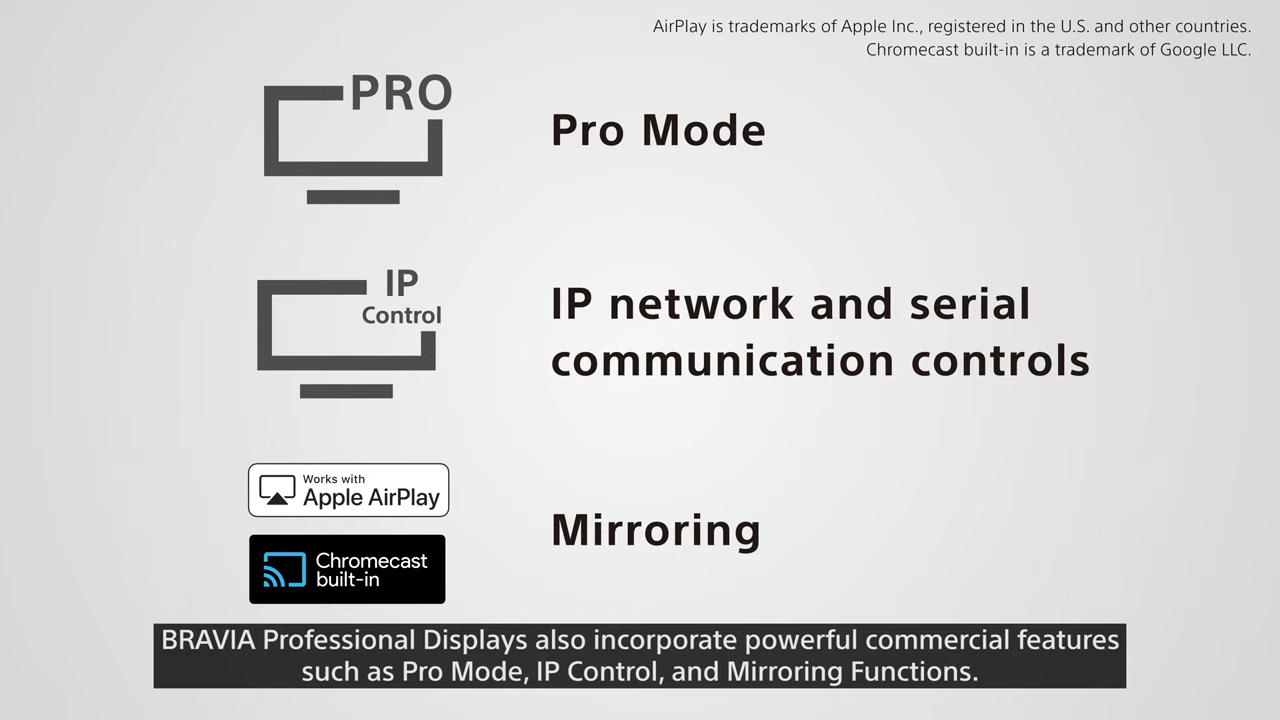 AirPlay is trademarks of Apple Inc., registered in the U.S. and other countries.
Chromecast built-in is a trademark of Google LLC.
PRO
Pro Mode
IP
Control
IP network and serial
communication controls
Works with
Apple AirPlay
Chromecast
built-in
Mirroring
BRAVIA Professional Displays also incorporate powerful commercial features
such as Pro Mode, IP Control, and Mirroring Functions.